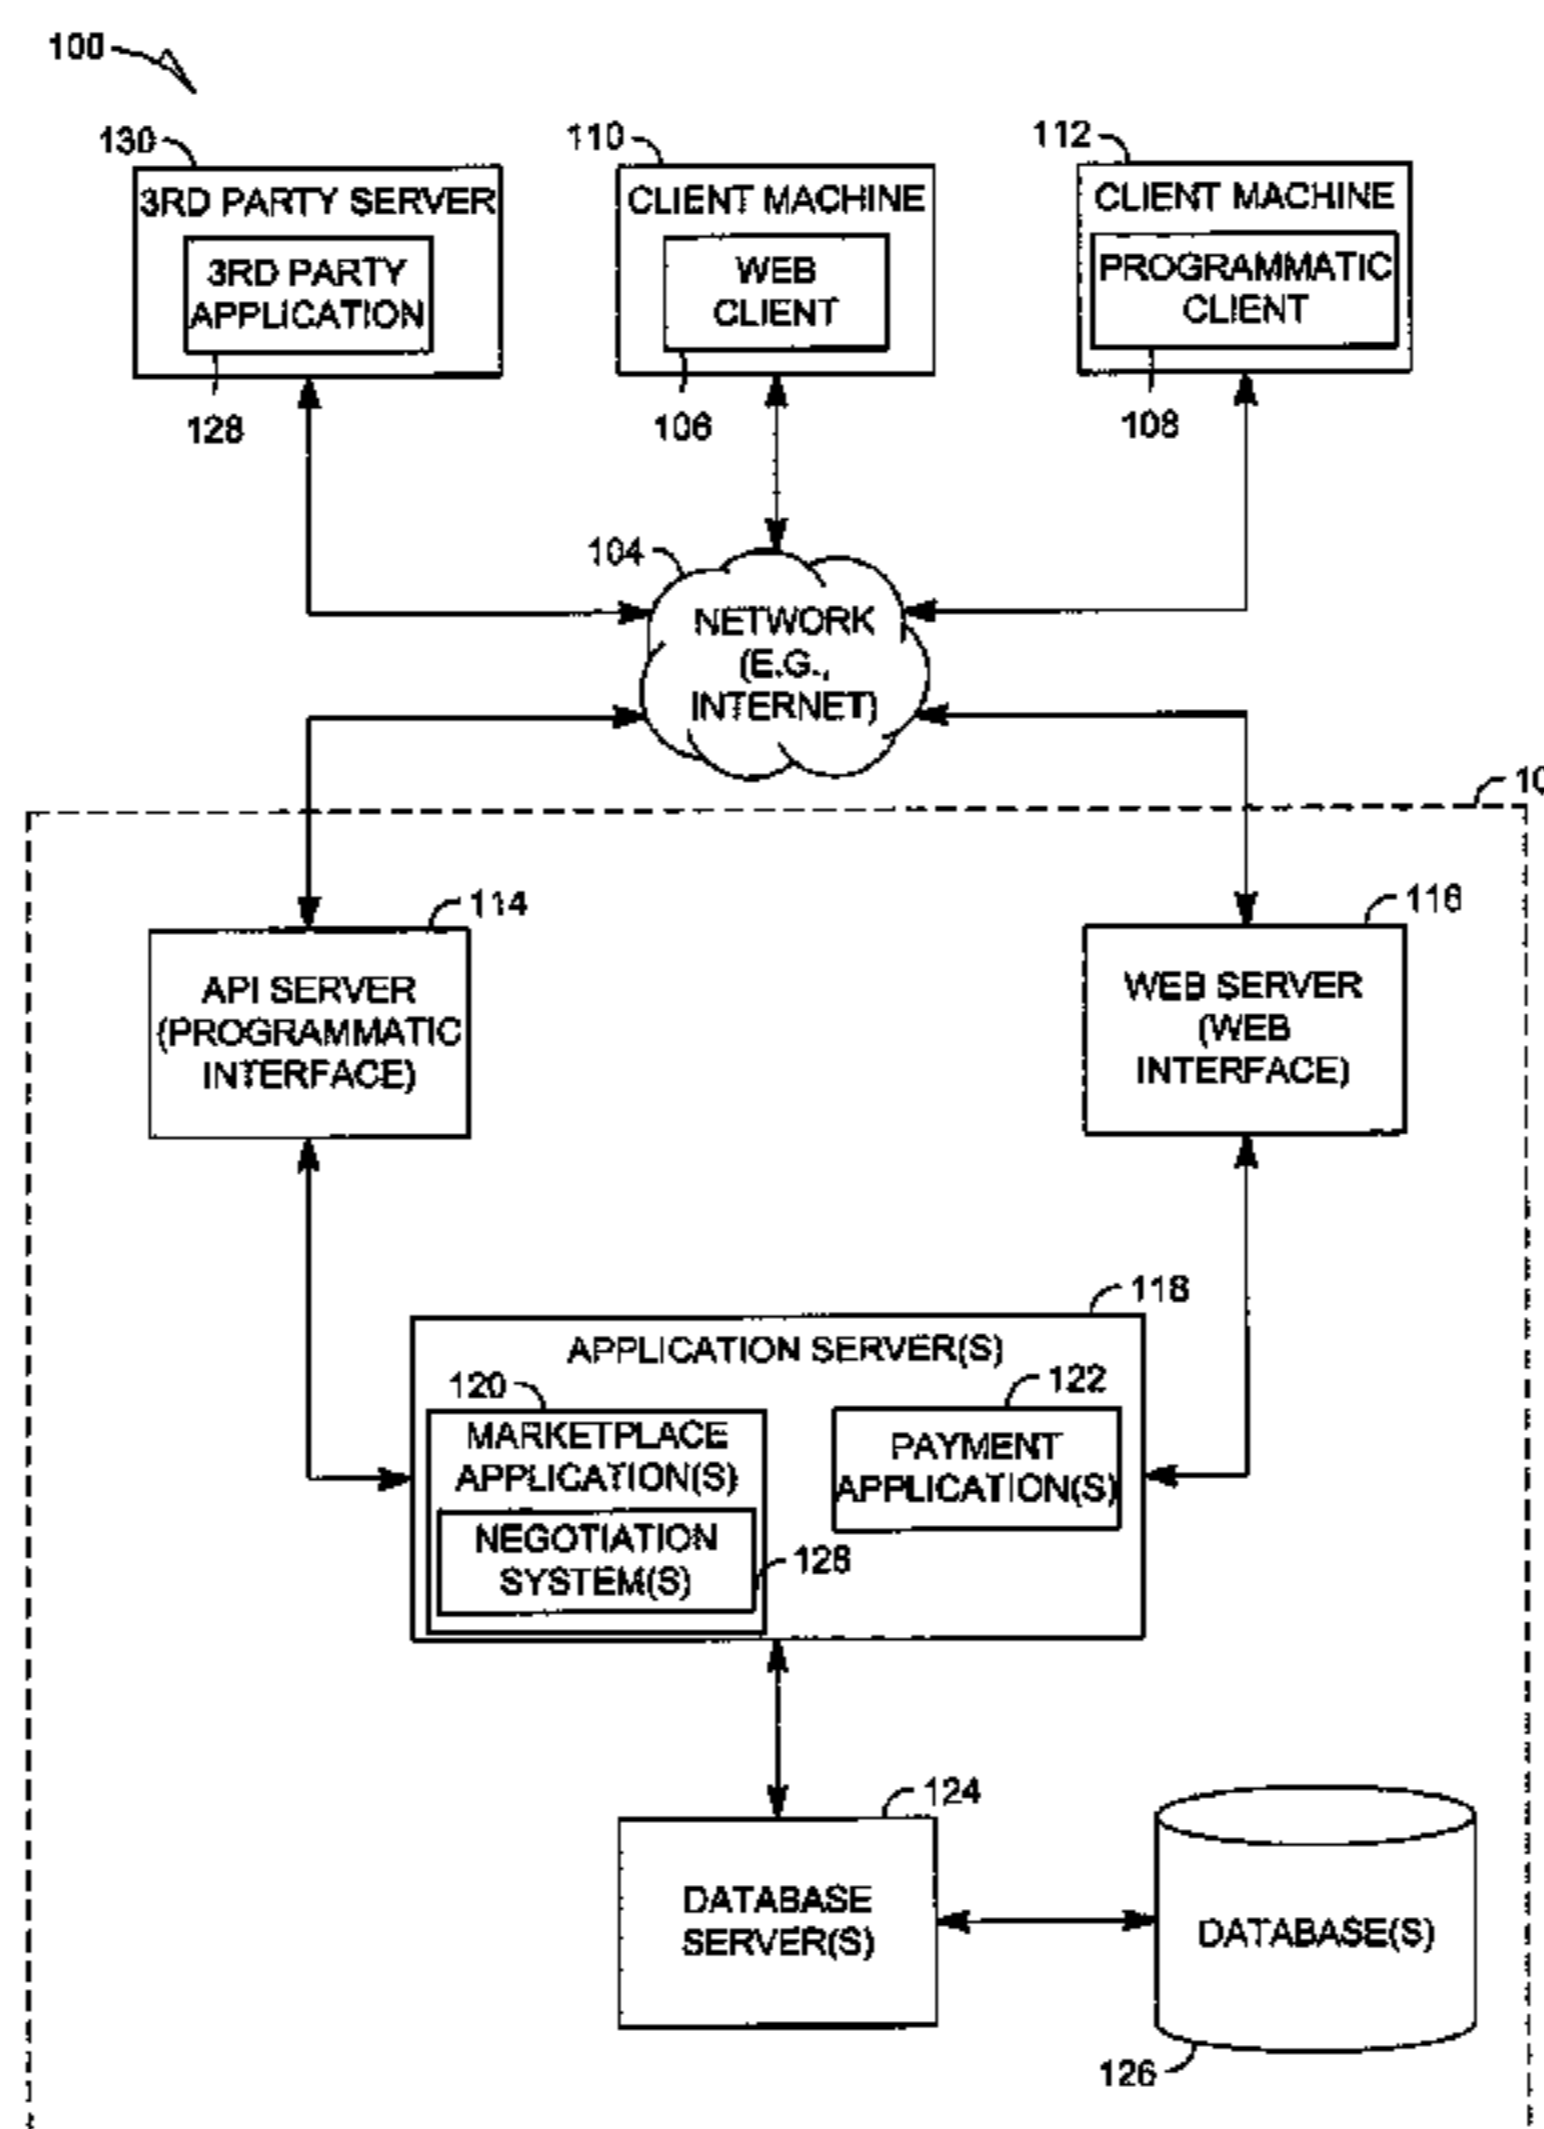 100
130
110
112
3RD PARTY SERVER
CLIENT MACHINE
CLIENT MACHINE
3RD PARTY
APPLICATION
WEB
CLIENT
PROGRAMMATIC
CLIENT
128
106
108
104
NETWORK
(E.G.,
INTERNET)
10
114
116
API SERVER
(PROGRAMMATIC
INTERFACE)
WEB SERVER
(WEB
INTERFACE)
118
APPLICATION SERVER(S)
120
122
MARKETPLACE
APPLICATION(S)
PAYMENT
APPLICATION(S)
NEGOTIATION
SYSTEM(S)
128
124
DATABASE
SERVER(S)
DATABASE(S)
126